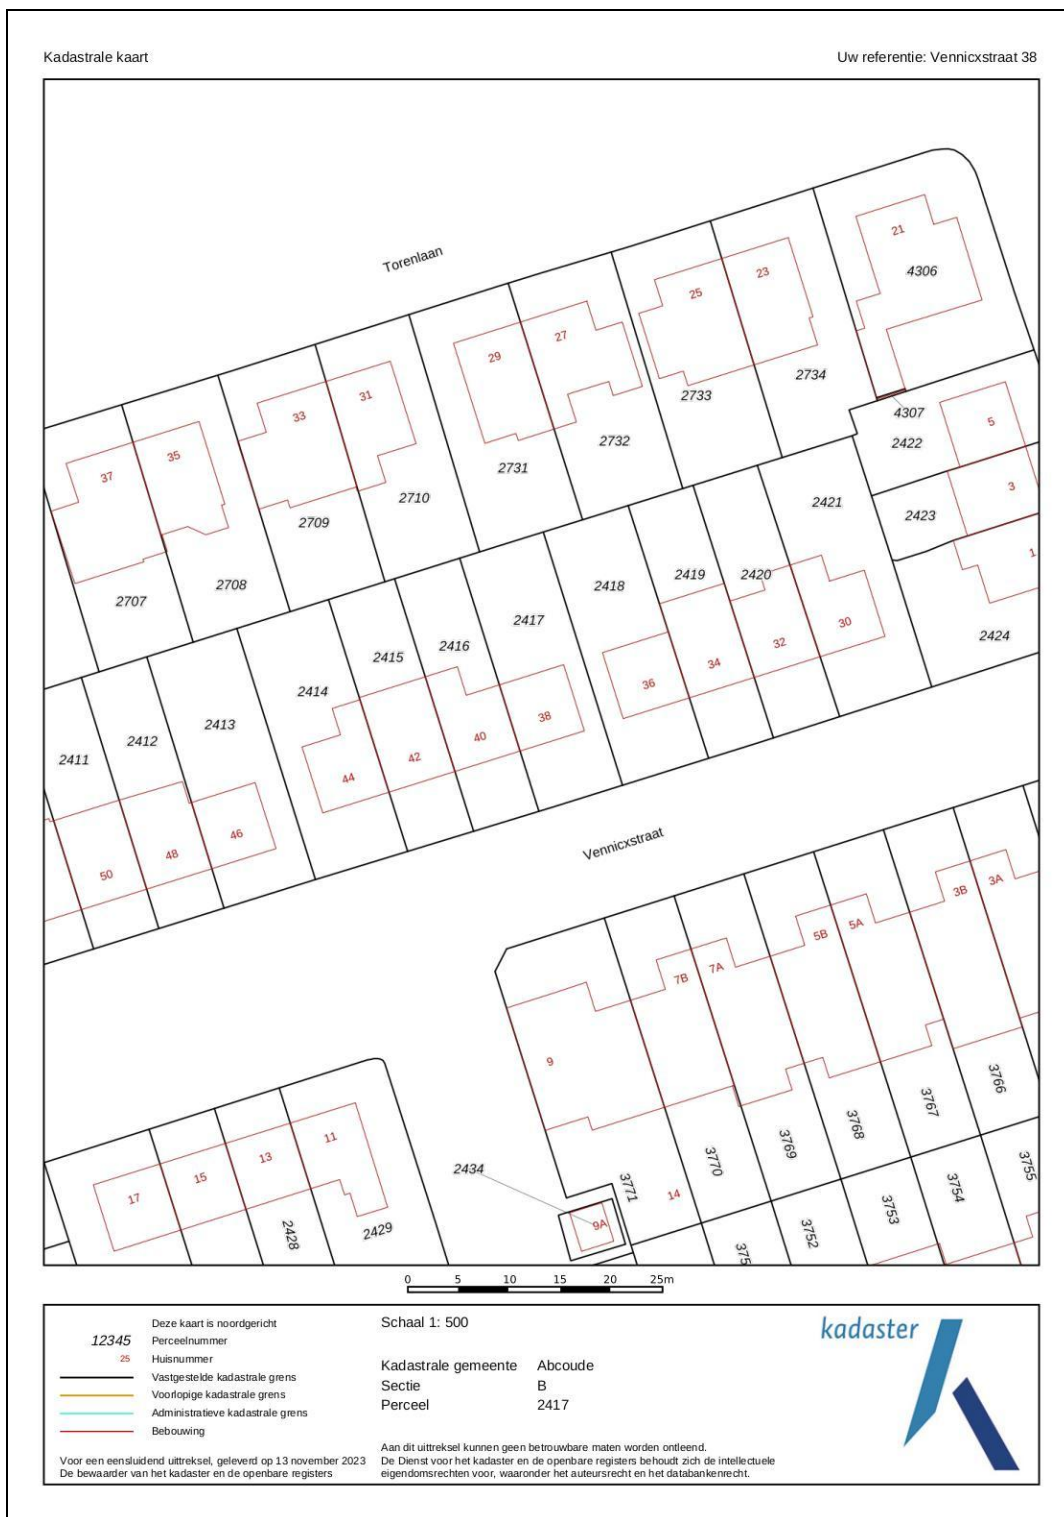 Kadastrale kaart
Uw referentie: Vennicxstraat 38
Torenlaan
21
4306
23
25
2734
2733
4307
2422
5
27
29
2732
2731
3
2423
1
2421
2424
31
33
2710
2709
35
37
2708
2707
2420
2419
2418
30
32
34
36
2417
2416
2415
2414
38
40
42
44
2413
2412
2411
46
48
50
Vennicxstraat
3A
3B
5A
5B
7A
7B
9
3766
3767
3768
3769
3770
3771
14
2434
9A
3755
3754
3753
3752
375
11
13
15
17
2429
2428
0 5 10 15 20 25m
Deze kaart is noordgericht
12345 Perceelnummer
25 Huisnummer
Vastgestelde kadastrale grens
Voorlopige kadastrale grens
Administratieve kadastrale grens
Bebouwing
Voor een eensluidend uittreksel, geleverd op 13 november 2023
De bewaarder van het kadaster en de openbare registers
Schaal 1: 500
Kadastrale gemeente Abcoude
Sectie B
Perceel 2417
Aan dit uittreksel kunnen geen betrouwbare maten worden ontleend.
De Dienst voor het kadaster en de openbare registers behoudt zich de intellectuele
eigendomsrechten voor, waaronder het auteursrecht en het databankenrecht.
kadaster